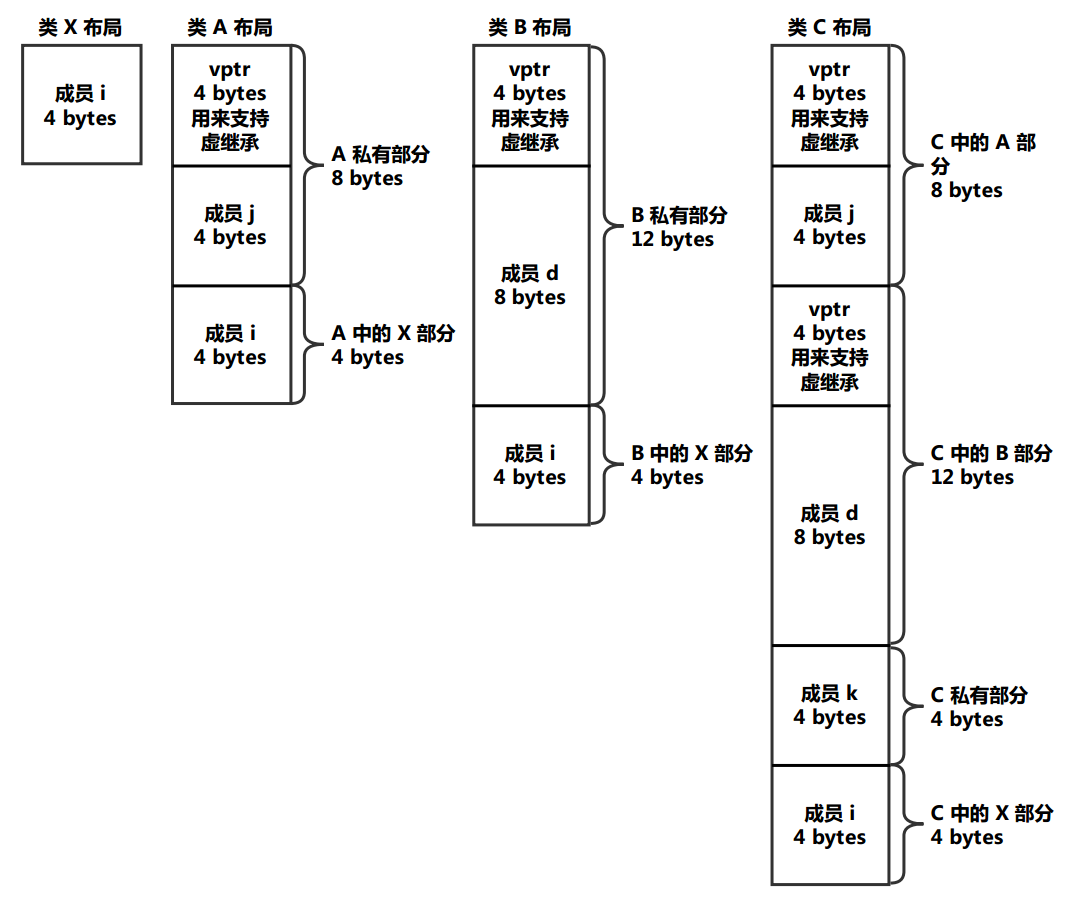 类 X 布局
成员 i
4 bytes
类 A 布局
vptr
4 bytes
用来支持
虚继承
成员 j
4 bytes
成员 i
4 bytes
A 私有部分
8 bytes
A 中的 X 部分
4 bytes
类 B 布局
vptr
4 bytes
用来支持
虚继承
成员 d
8 bytes
成员 i
4 bytes
B 私有部分
12 bytes
B 中的 X 部分
4 bytes
类 C 布局
vptr
4 bytes
用来支持
虚继承
成员 j
4 bytes
vptr
4 bytes
用来支持
虚继承
成员 d
8 bytes
成员 k
4 bytes
成员 i
4 bytes
C 中的 A 部
分
8 bytes
C 中的 B 部分
12 bytes
C 私有部分
4 bytes
C 中的 X 部分
4 bytes